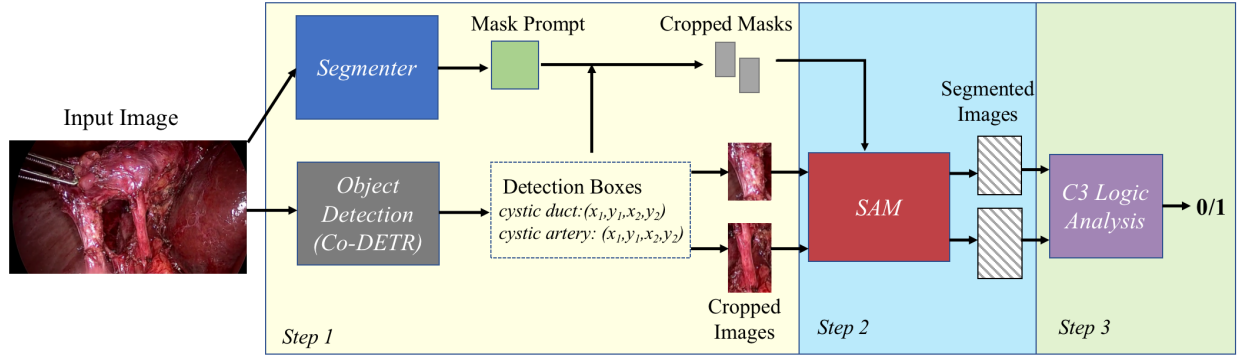 Input Image
Segmenter
Mask Prompt
Cropped Masks
Object
Detection
(Co-DETR)
Detection Boxes
cystic duct:(x₁,y₁,x₂,y₂)
cystic artery: (x₁,y₁,x₂,y₂)
Cropped
Images
Step 1
SAM
Segmented
Images
Step 2
C3 Logic
Analysis
0/1
Step 3